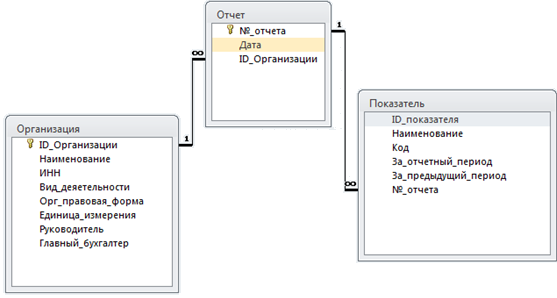 Отчет
№_отчета
Дата
ID_Организации
1
∞
Организация
ID_Организации
Наименование
ИНН
Вид_деяетельности
Орг_правовая_форма
Единица_измерения
Руководитель
Главный_бухгалтер
1
∞
Показатель
ID_показателя
Наименование
Код
За_отчетный_период
За_предыдущий_период
№_отчета